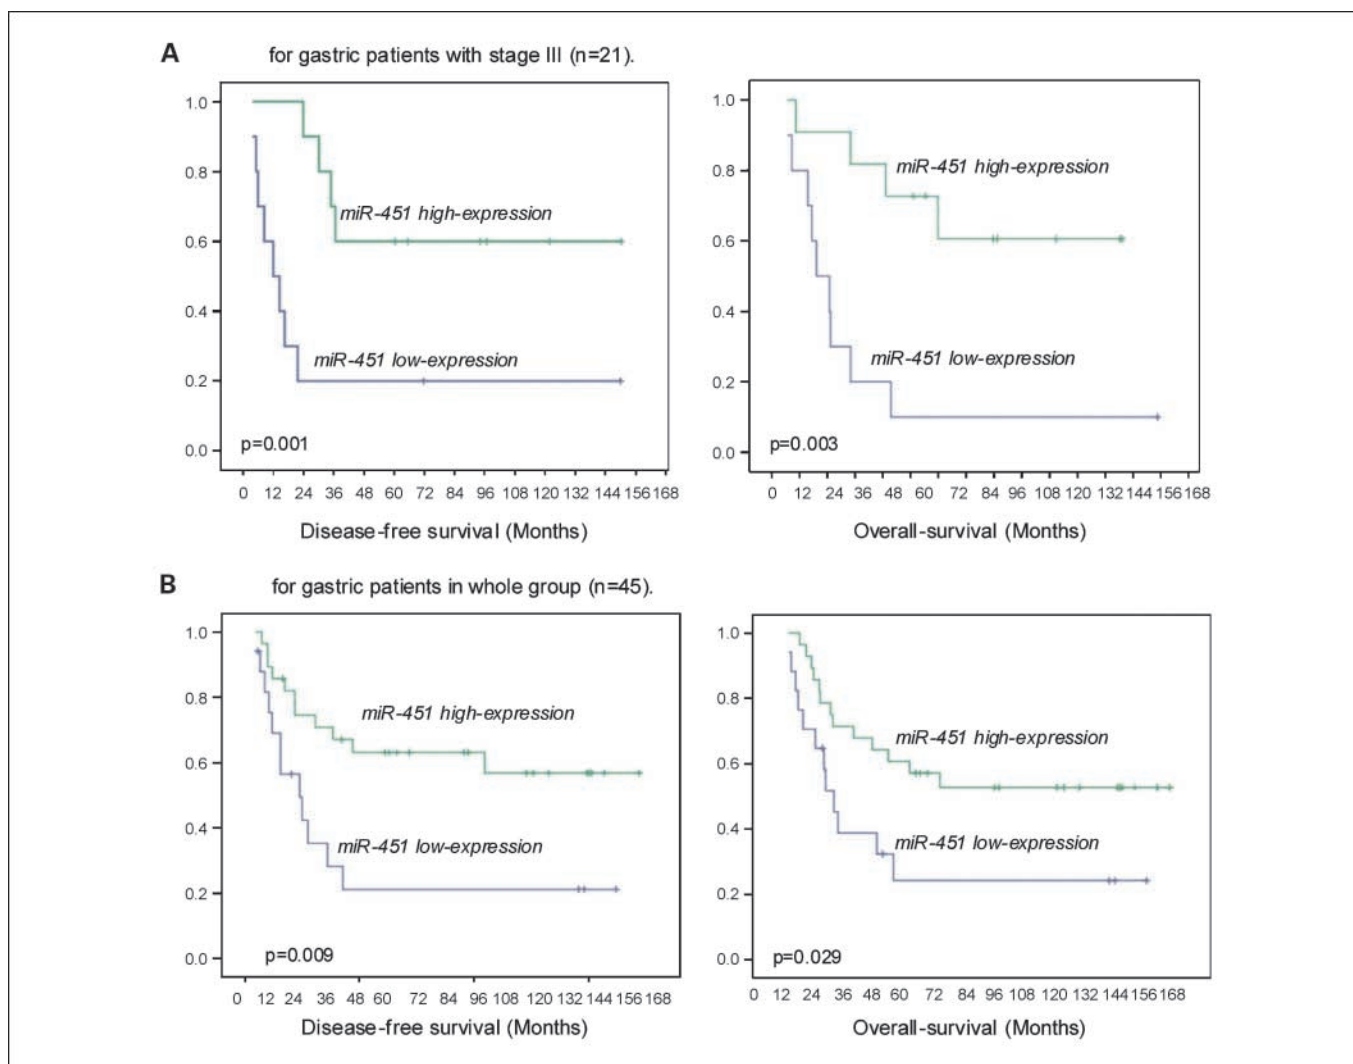 A for gastric patients with stage III (n=21).
1.0
0.8
0.6
0.4
0.2
0.0
miR-451 high-expression
miR-451 low-expression
p=0.001
0 12 24 36 48 60 72 84 96 108 132 144 156 168
Disease-free survival (Months)
1.0
0.8
0.6
0.4
0.2
0.0
miR-451 high-expression
miR-451 low-expression
p=0.003
0 12 24 36 48 60 72 84 96 108 132 144 156 168
Overall-survival (Months)
B for gastric patients in whole group (n=45).
1.0
0.8
0.6
0.4
0.2
0.0
miR-451 high-expression
miR-451 low-expression
p=0.009
0 12 24 36 48 60 72 96 108 120 132 144 156 168
Disease-free survival (Months)
1.0
0.8
0.6
0.4
0.2
0.0
miR-451 high-expression
miR-451 low-expression
p=0.029
0 12 24 36 48 60 72 94 108 120 132 144 156 168
Overall-survival (Months)